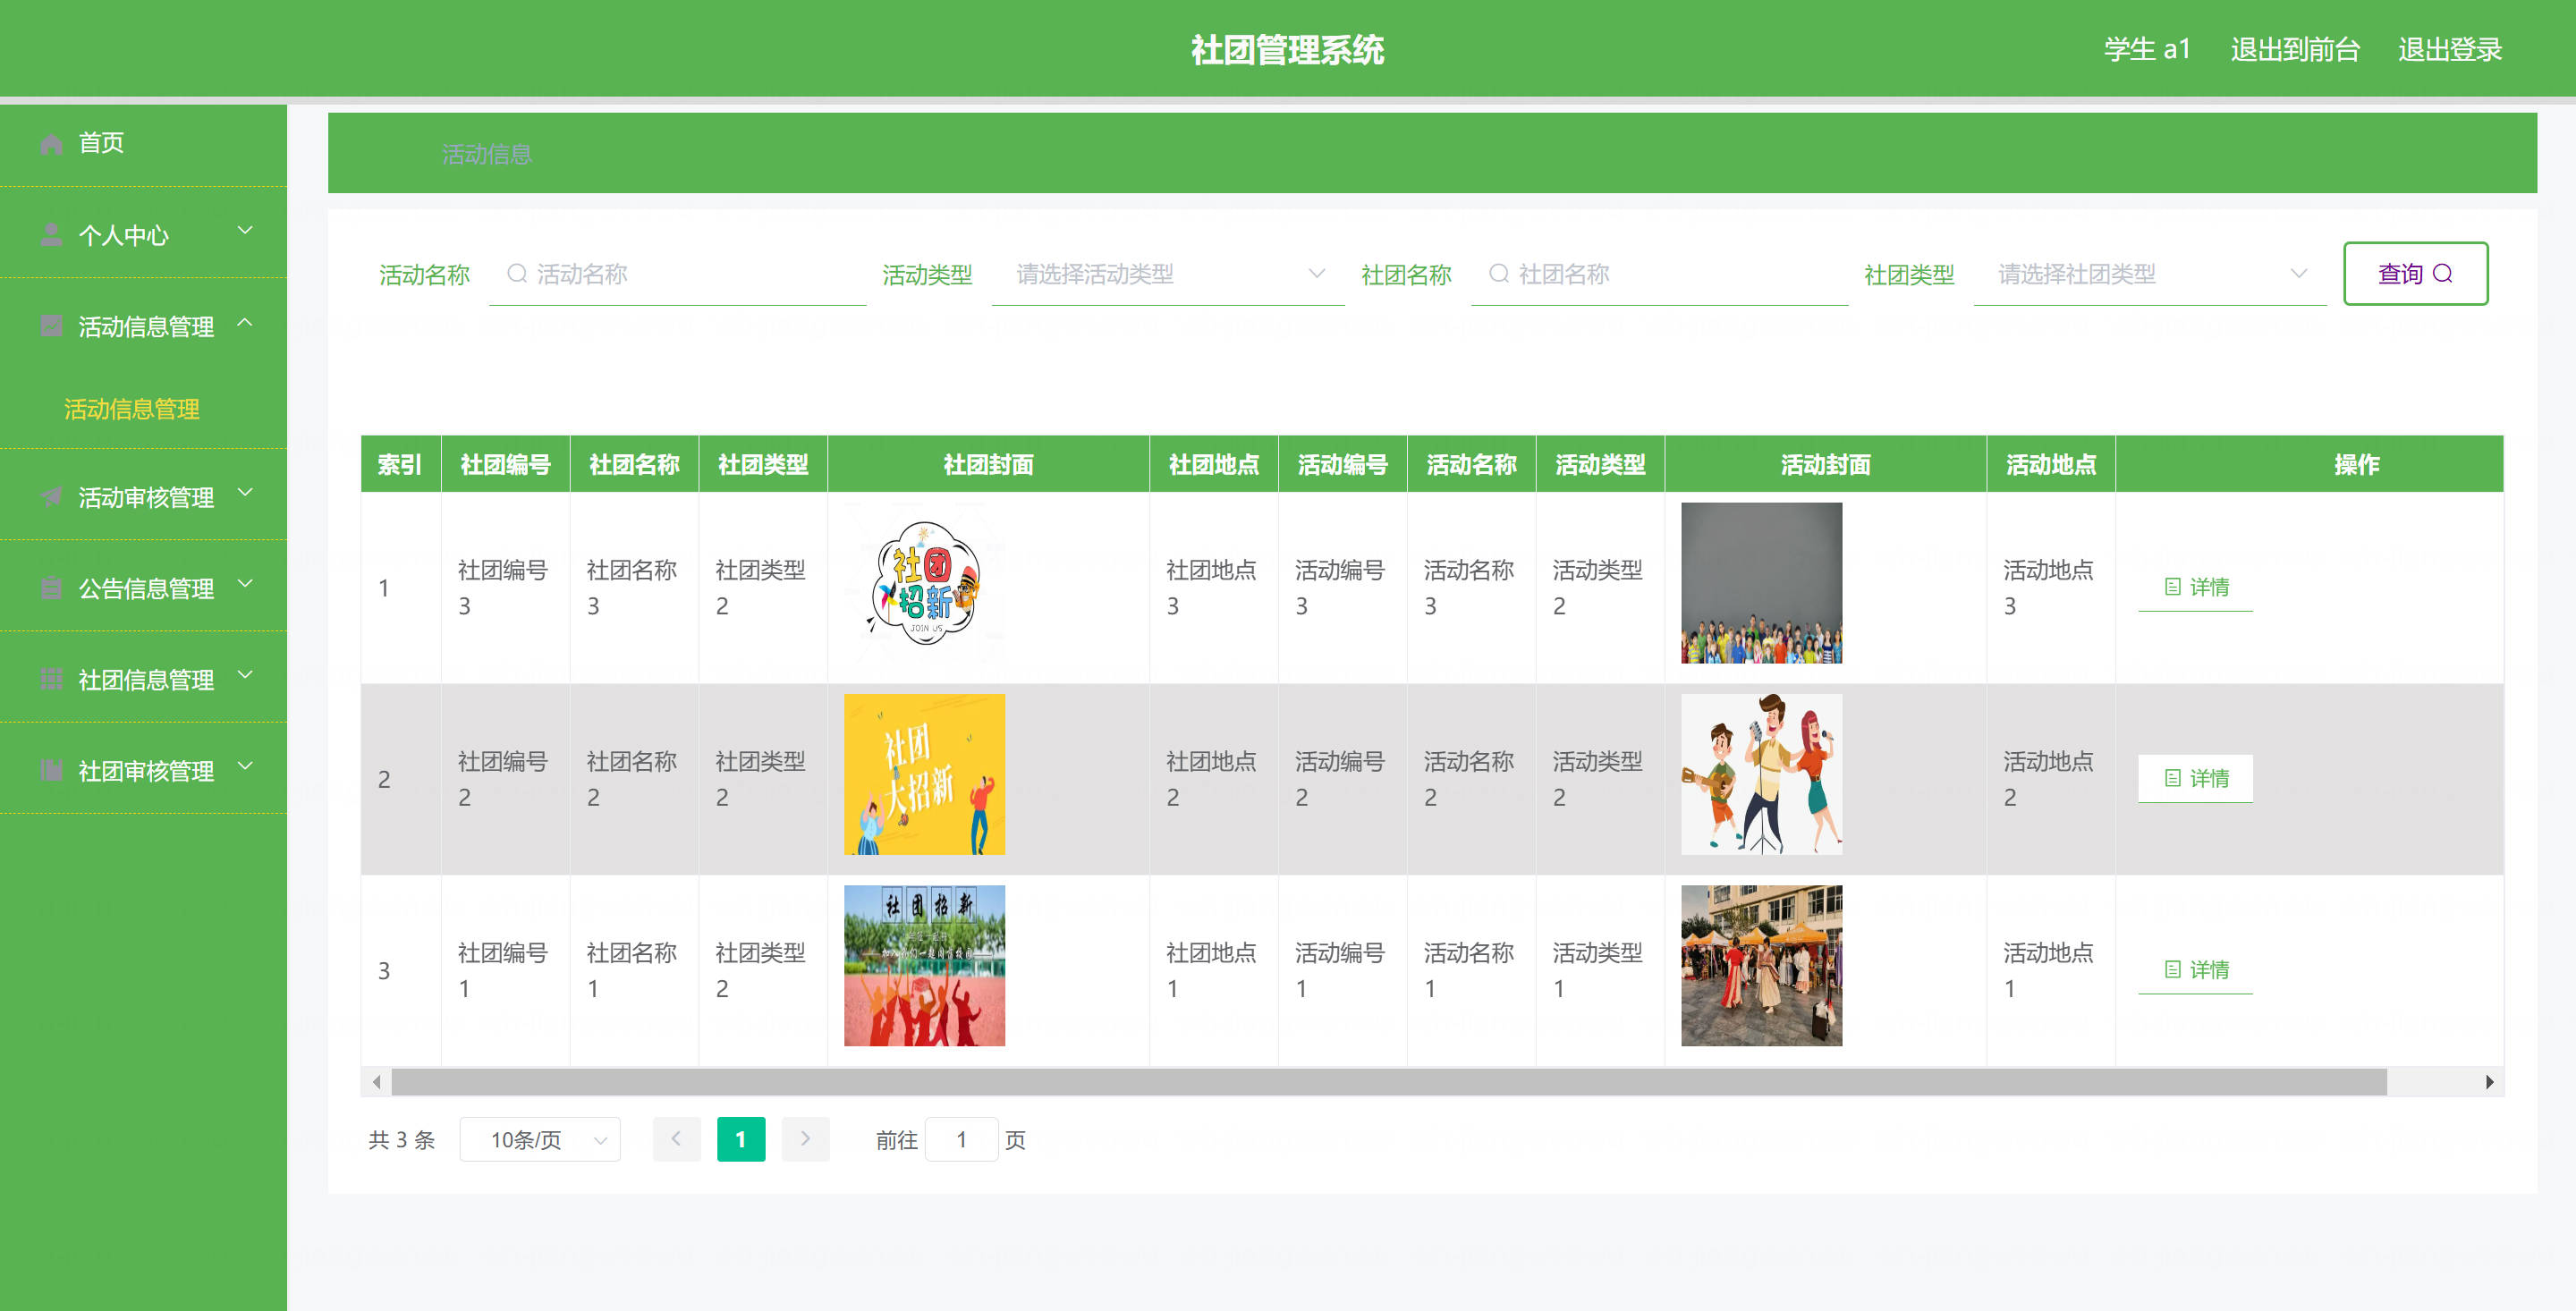 社团管理系统
学生 a1 退出到前台 退出登录
首页
个人中心
活动信息管理
活动信息管理
活动审核管理
公告信息管理
社团信息管理
社团审核管理
活动信息
活动名称 活动名称 活动类型 请选择活动类型 社团名称 社团名称 社团类型 请选择社团类型 查询
索引 社团编号 社团名称 社团类型 社团封面 社团地点 活动编号 活动名称 活动类型 活动封面 活动地点 操作
1 社团编号3 社团名称3 社团类型2 社团招新 JOIN US 社团地点3 活动编号3 活动名称3 活动类型2 活动地点3 详情
2 社团编号2 社团名称2 社团类型2 社团大招新 社团地点2 活动编号2 活动名称2 活动类型2 活动地点2 详情
3 社团编号1 社团名称1 社团类型2 社团招新 社团地点1 活动编号1 活动名称1 活动类型1 活动地点1 详情
共 3 条 10条/页 1 前往 1 页